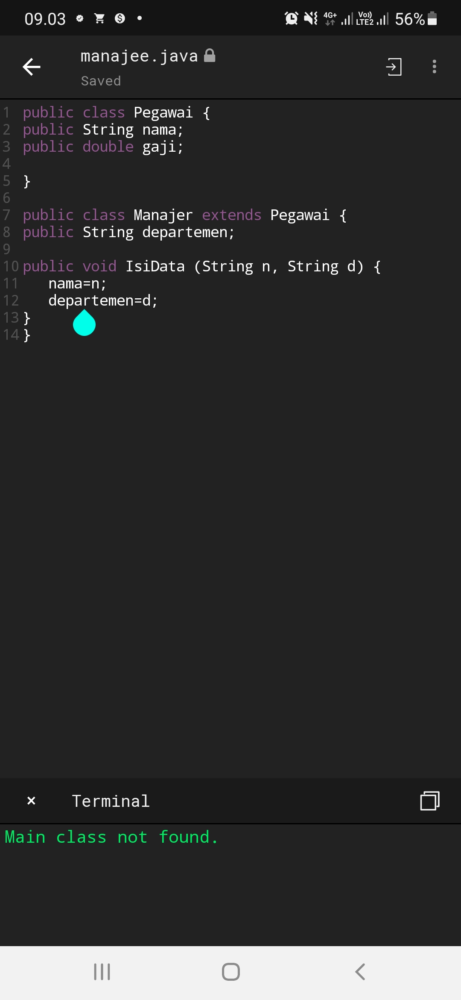 09.03
4G+
Vo))
LTE2
56%
manajee.java
Saved
1 public class Pegawai {
2 public String nama;
3 public double gaji;
4
5 }
6
7 public class Manajer extends Pegawai {
8 public String departemen;
9
10 public void IsiData (String n, String d) {
11 nama=n;
12 departemen=d;
13 }
14 }
× Terminal
Main class not found.